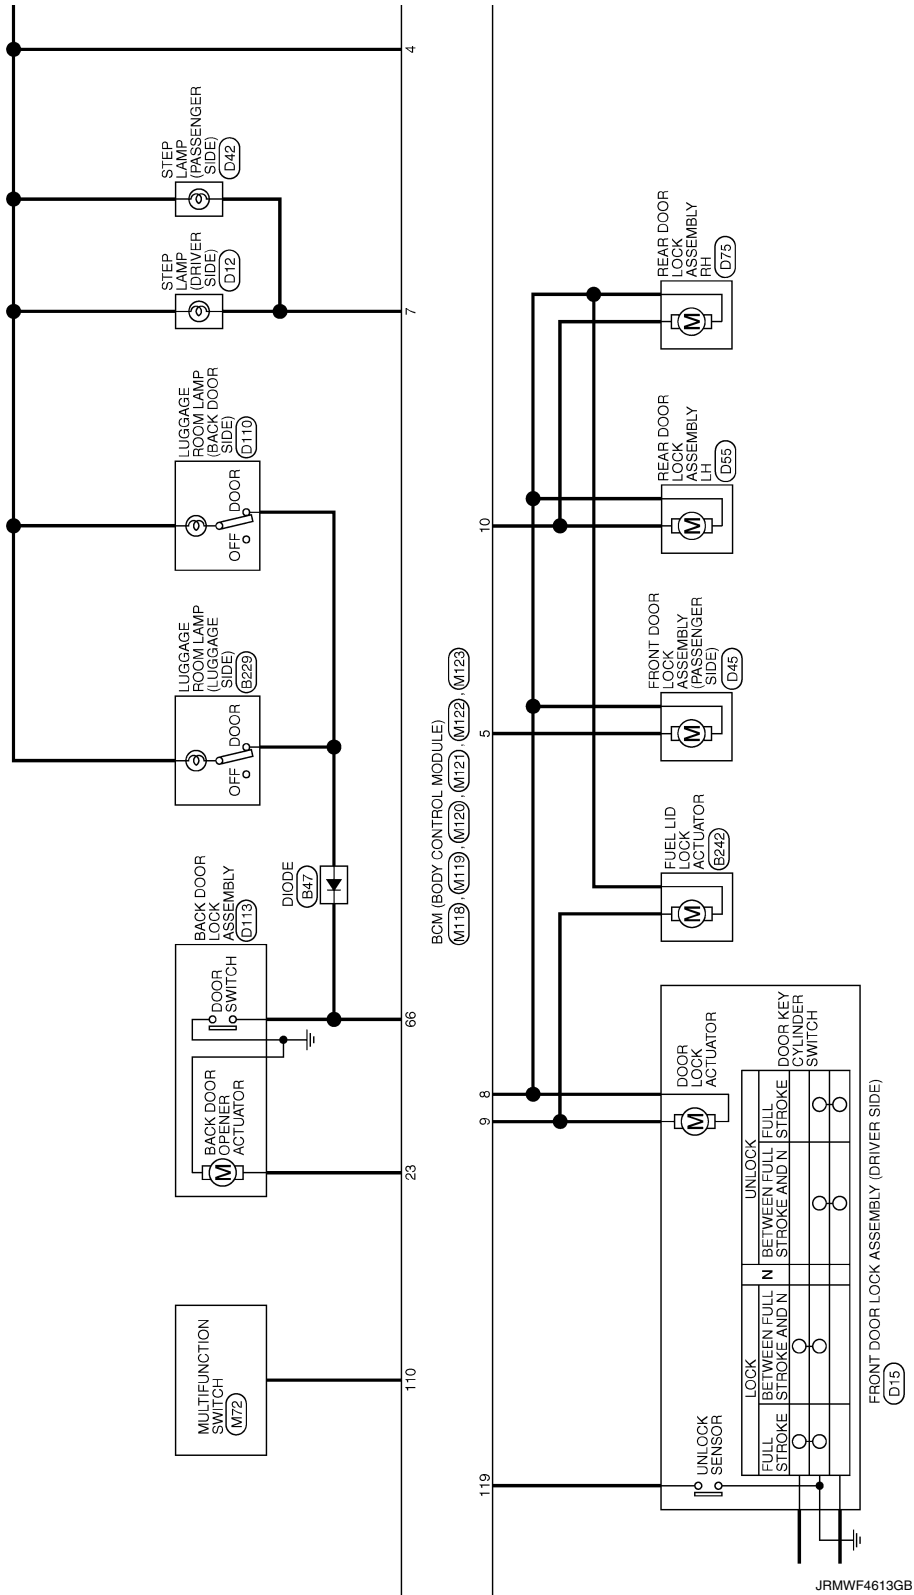 MULTIFUNCTION
SWITCH
M72
BACK DOOR
LOCK
ASSEMBLY
D113
BACK DOOR
OPENER
ACTUATOR
M
DOOR
SWITCH
DIODE
B47
LUGGAGE
ROOM LAMP
(LUGGAGE
SIDE)
B229
OFF
DOOR
LUGGAGE
ROOM LAMP
(BACK DOOR
SIDE)
D110
OFF
DOOR
STEP
LAMP
(DRIVER
SIDE)
D12
STEP
LAMP
(PASSENGER
SIDE)
D42
110
23
66
7
4
BCM (BODY CONTROL MODULE)
M118, M119, M120, M121, M122, M123
119
9
8
5
10
UNLOCK
SENSOR
DOOR
LOCK
ACTUATOR
M
LOCK
UNLOCK
FULL
STROKE
BETWEEN FULL
STROKE AND N
N
BETWEEN FULL
STROKE AND N
FULL
STROKE
DOOR KEY
CYLINDER
SWITCH
FRONT DOOR LOCK ASSEMBLY (DRIVER SIDE)
D15
FUEL LID
LOCK
ACTUATOR
B242
M
FRONT DOOR
LOCK
ASSEMBLY
(PASSENGER
SIDE)
D45
M
REAR DOOR
LOCK
ASSEMBLY
LH
D55
M
REAR DOOR
LOCK
ASSEMBLY
RH
D75
M
JRMWF4613GB